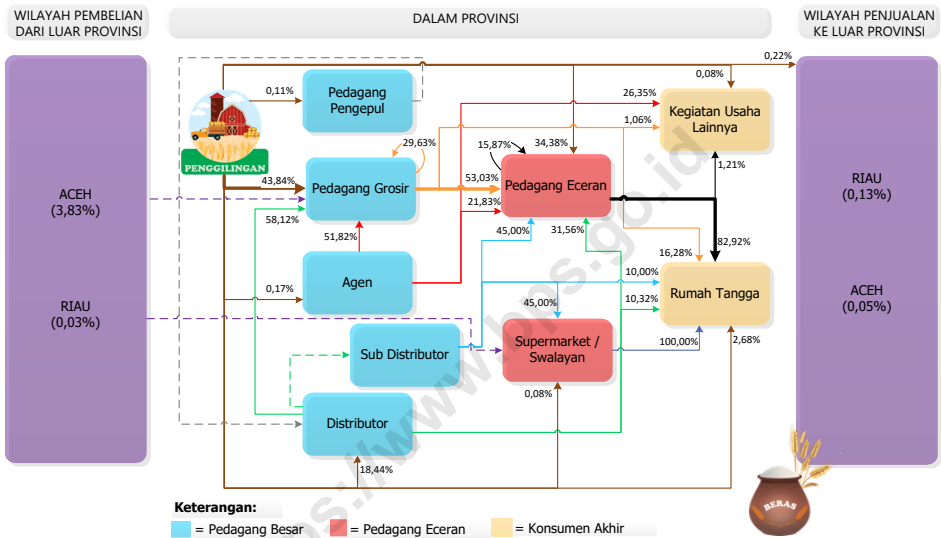 WILAYAH PEMBELIAN
DARI LUAR PROVINSI
DALAM PROVINSI
WILAYAH PENJUALAN
KE LUAR PROVINSI
0,22%
0,08%
0,11%
Pedagang
Pengepul
26,35%
Kegiatan Usaha
Lainnya
1,06%
PENGGILINGAN
29,63%
15,87%
34,38%
1,21%
43,84%
Pedagang Grosir
53,03%
Pedagang Eceran
ACEH
(3,83%)
RIAU
(0,13%)
58,12%
21,83%
51,82%
45,00%
31,56%
16,28%
82,92%
Agen
0,17%
10,00%
Rumah Tangga
45,00%
10,32%
RIAU
(0,03%)
ACEH
(0,05%)
Sub Distributor
Supermarket /
Swalayan
100,00%
2,68%
0,08%
Distributor
18,44%
BERAS
Keterangan:
= Pedagang Besar
= Pedagang Eceran
= Konsumen Akhir
https://www.bps.go.id